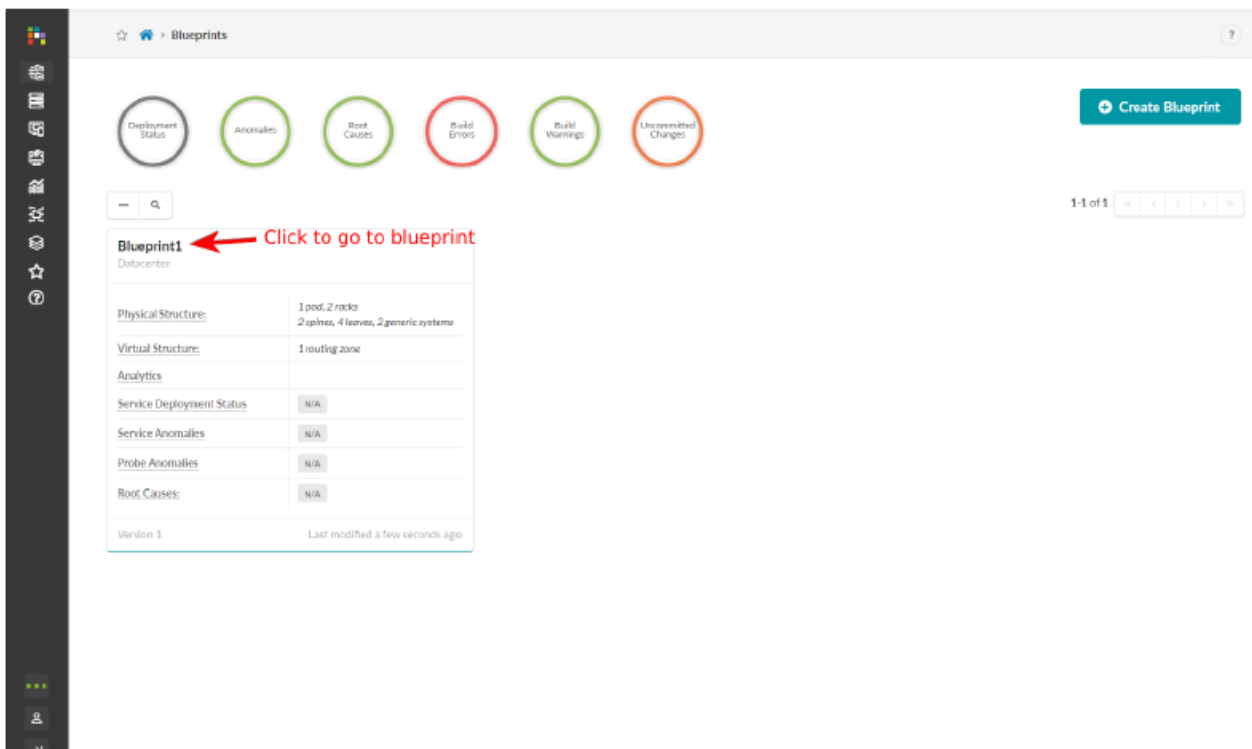 Blueprints
?
Deployment Status
Anomalies
Root Causes
Build Errors
Build Warnings
Uncommitted Changes
Create Blueprint
1-1 of 1
1
Blueprint1
Click to go to blueprint
Datacenter
Physical Structure:
1 pod, 2 racks
2 spines, 4 leaves, 2 generic systems
Virtual Structure:
1 routing zone
Analytics
Service Deployment Status
N/A
Service Anomalies
N/A
Probe Anomalies
N/A
Root Causes:
N/A
Version 1
Last modified a few seconds ago